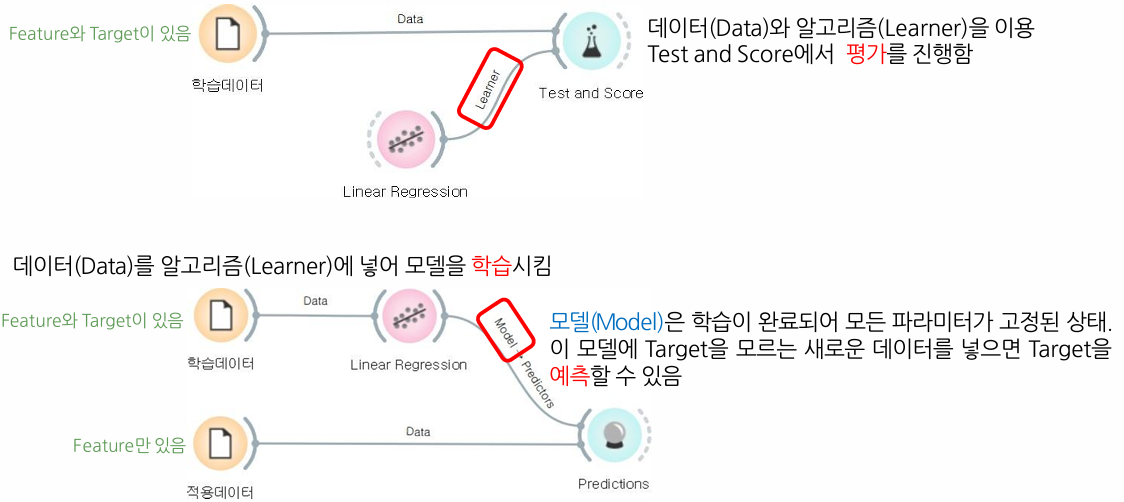 Feature와 Target이 있음
Data
데이터(Data)와 알고리즘(Learner)을 이용
Test and Score에서 평가를 진행함
학습데이터
Learner
Test and Score
Linear Regression
데이터(Data)를 알고리즘(Learner)에 넣어 모델을 학습시킴
Feature와 Target이 있음
Data
학습데이터
Linear Regression
Model → Predictors
모델(Model)은 학습이 완료되어 모든 파라미터가 고정된 상태.
이 모델에 Target을 모르는 새로운 데이터를 넣으면 Target을
예측할 수 있음
Feature만 있음
Data
적용데이터
Predictions